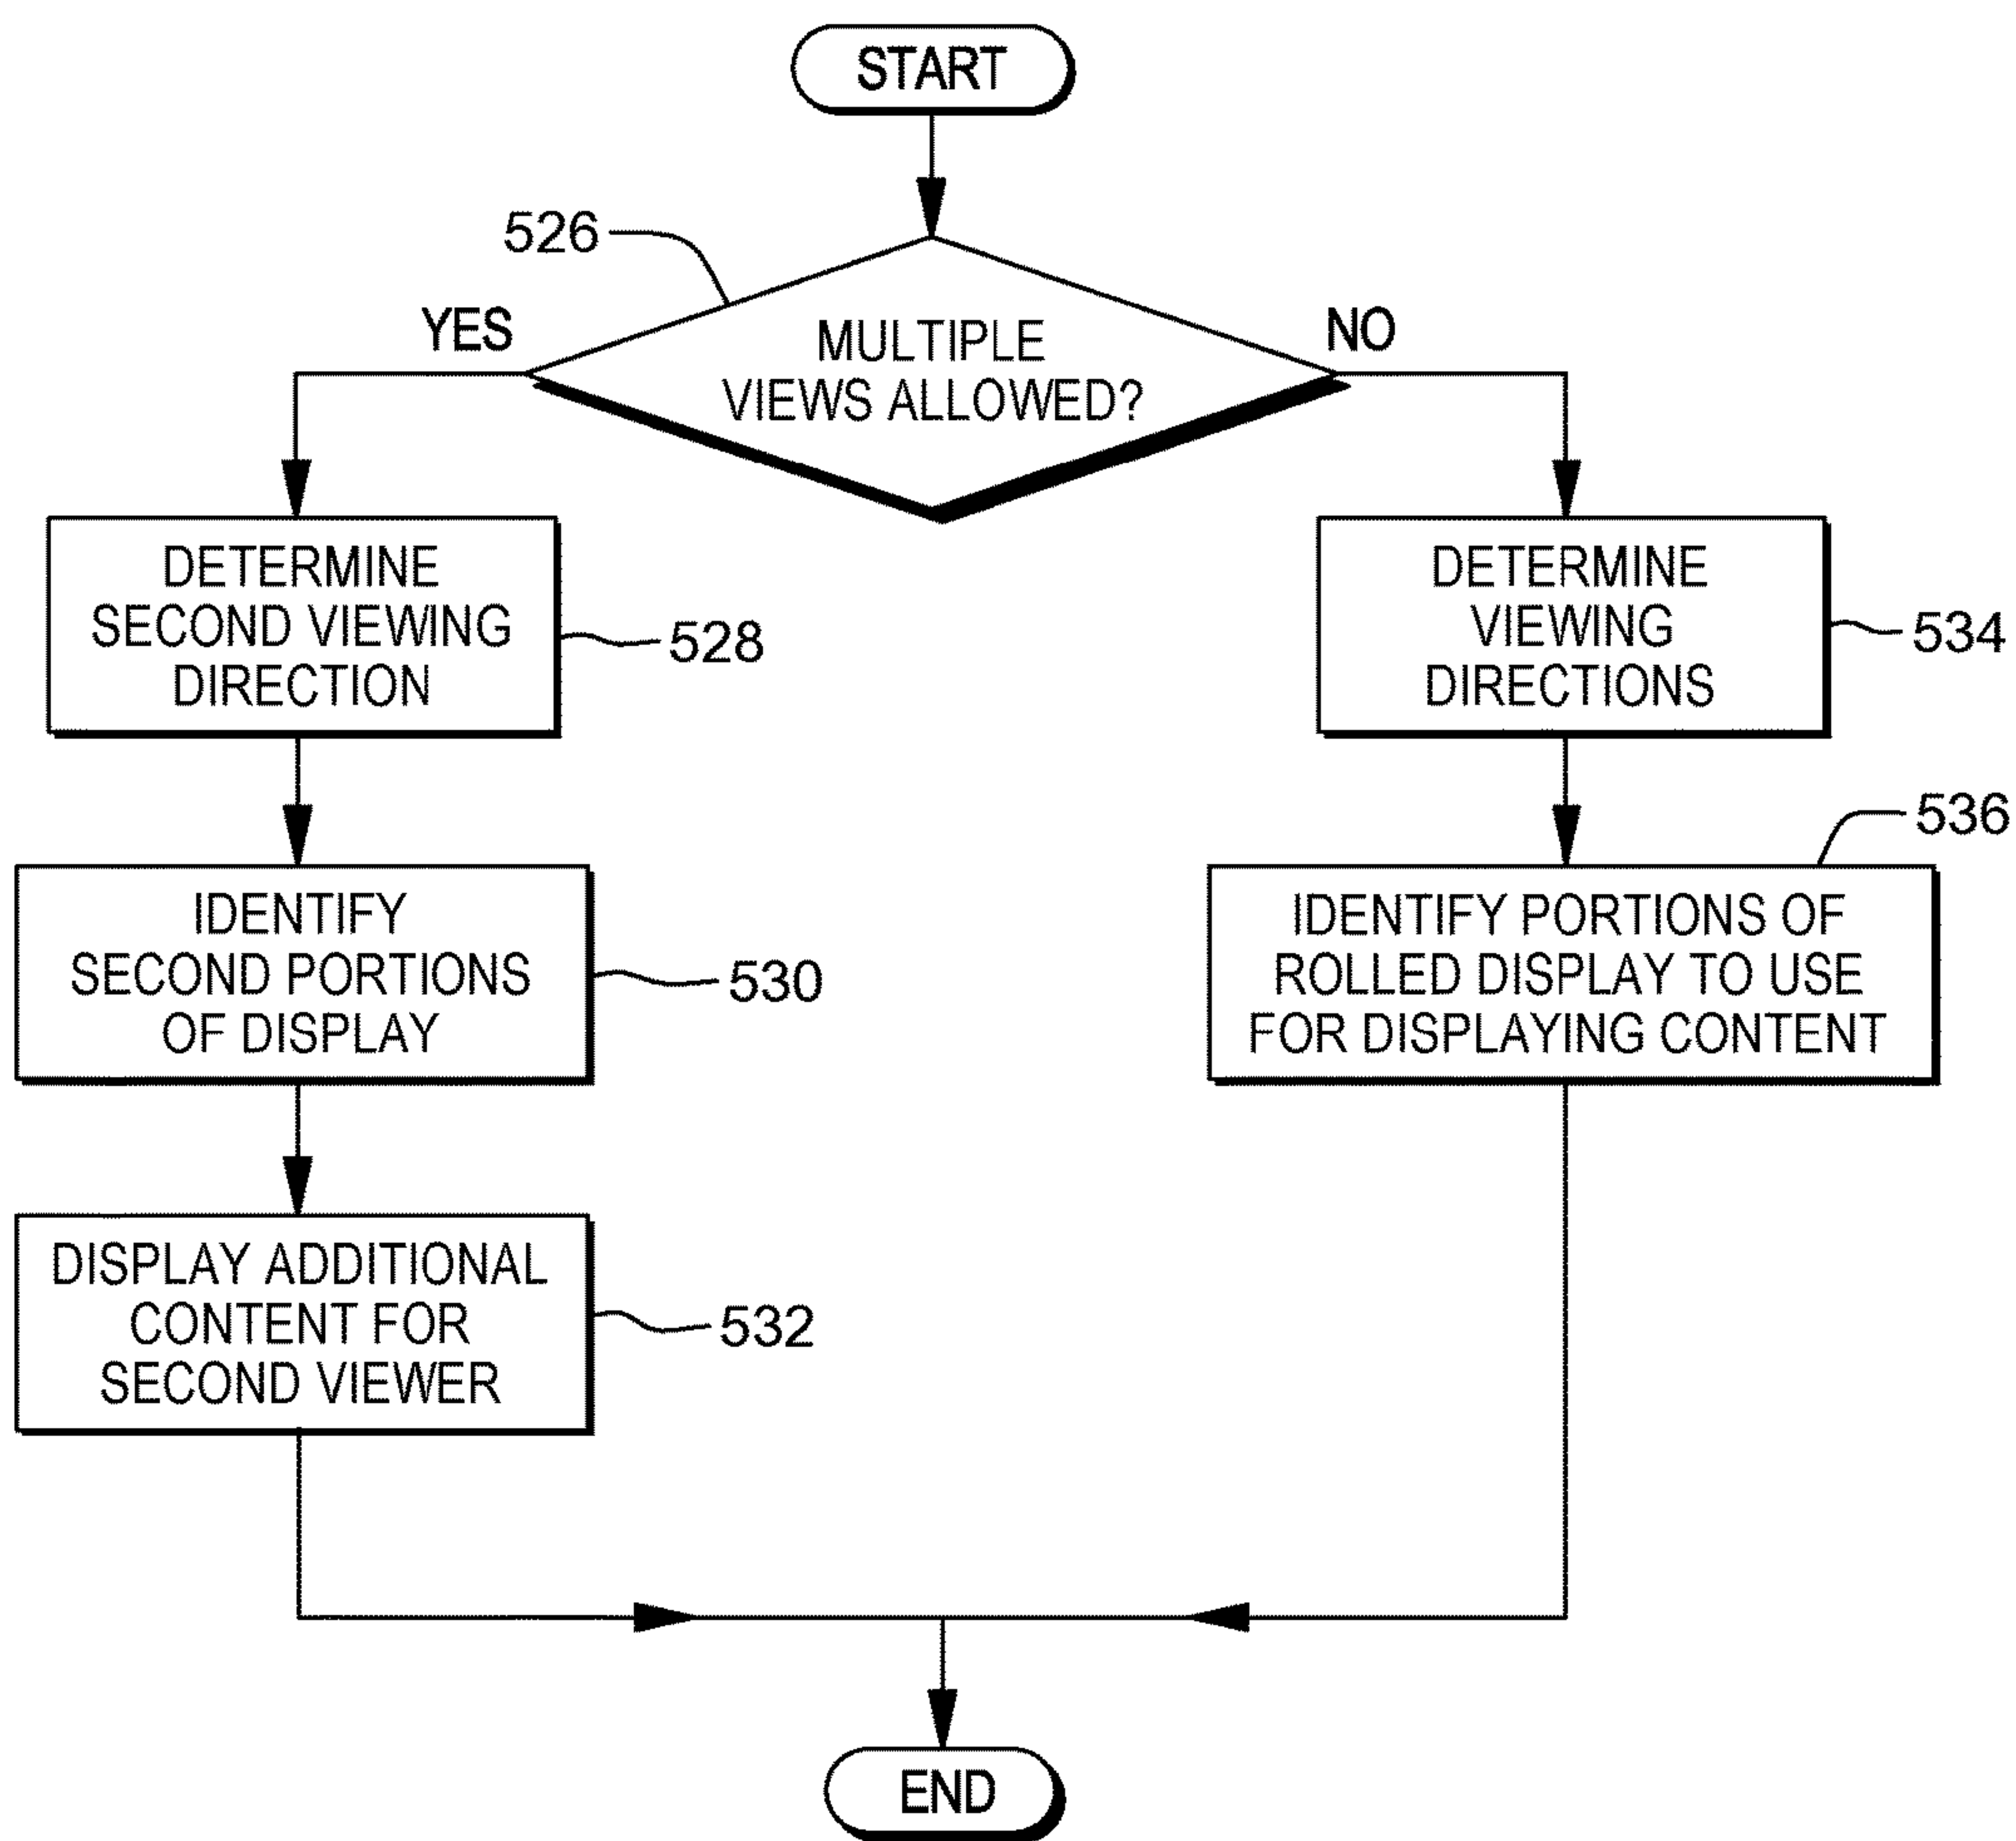 START
526
YES
NO
MULTIPLE
VIEWS ALLOWED?
DETERMINE
SECOND VIEWING
DIRECTION
528
DETERMINE
VIEWING
DIRECTIONS
534
536
IDENTIFY
SECOND PORTIONS
OF DISPLAY
530
IDENTIFY PORTIONS OF
ROLLED DISPLAY TO USE
FOR DISPLAYING CONTENT
DISPLAY ADDITIONAL
CONTENT FOR
SECOND VIEWER
532
END